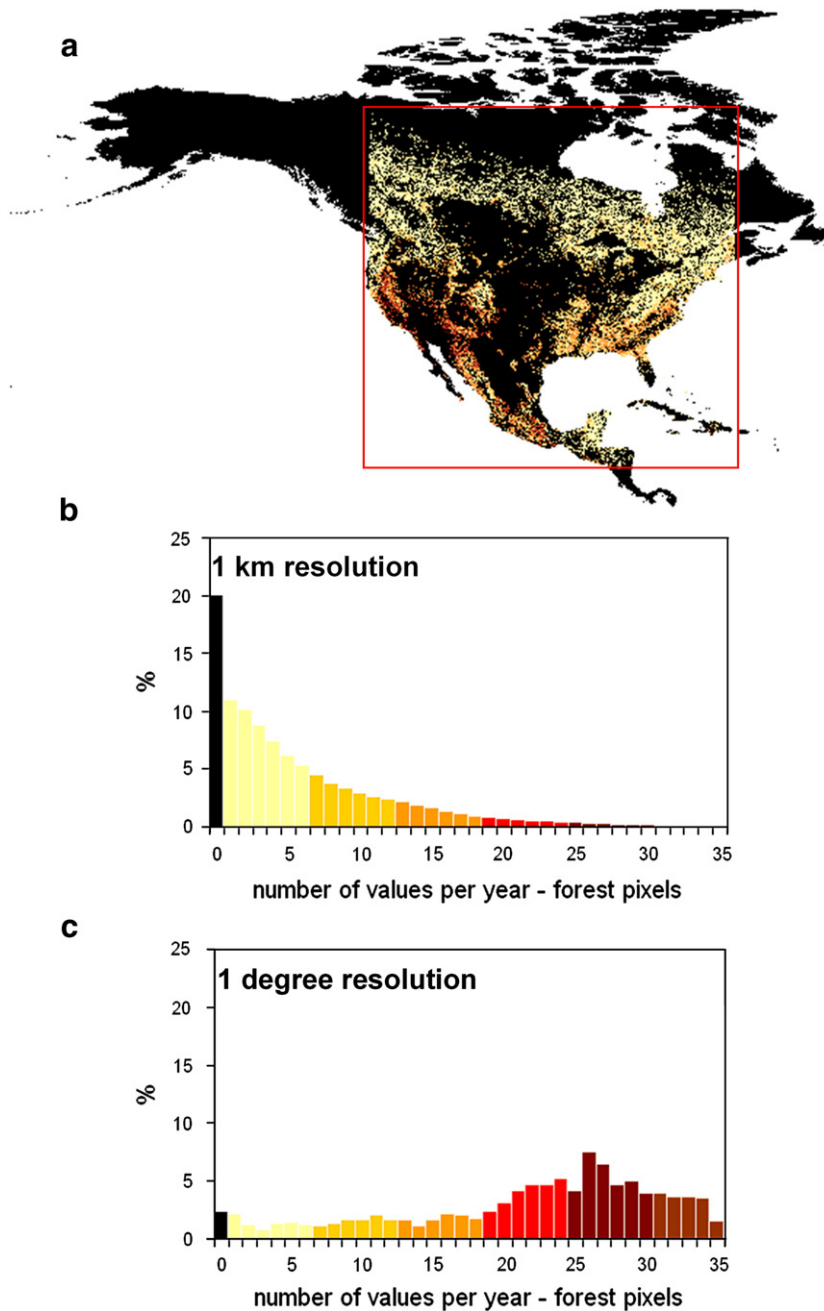 a
b
25
20
15
10
5
0
%
1 km resolution
0 5 10 15 20 25 30 35
number of values per year - forest pixels
c
25
20
15
10
5
0
%
1 degree resolution
0 5 10 15 20 25 30 35
number of values per year - forest pixels